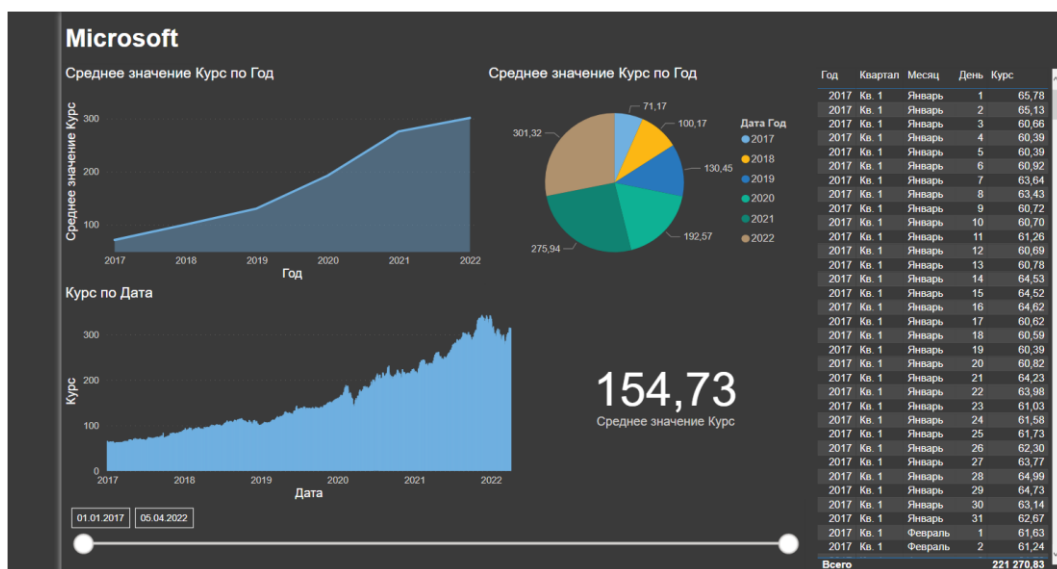 Microsoft
Среднее значение Курс по Год
Среднее значение Курс
300
200
100
2017 2018 2019 2020 2021 2022
Год
Среднее значение Курс по Год
71,17
100,17
130,45
192,57
275,94
301,32
Дата Год
2017
2018
2019
2020
2021
2022
Курс по Дата
Курс
300
200
100
0
2017 2018 2019 2020 2021 2022
Дата
154,73
Среднее значение Курс
01.01.2017 05.04.2022
Год Квартал Месяц День Курс
2017 Кв. 1 Январь 1 65,78
2017 Кв. 1 Январь 2 65,13
2017 Кв. 1 Январь 3 60,66
2017 Кв. 1 Январь 4 60,39
2017 Кв. 1 Январь 5 60,39
2017 Кв. 1 Январь 6 60,92
2017 Кв. 1 Январь 7 63,64
2017 Кв. 1 Январь 8 63,43
2017 Кв. 1 Январь 9 60,72
2017 Кв. 1 Январь 10 60,70
2017 Кв. 1 Январь 11 61,26
2017 Кв. 1 Январь 12 60,69
2017 Кв. 1 Январь 13 60,78
2017 Кв. 1 Январь 14 64,53
2017 Кв. 1 Январь 15 64,52
2017 Кв. 1 Январь 16 64,62
2017 Кв. 1 Январь 17 60,62
2017 Кв. 1 Январь 18 60,59
2017 Кв. 1 Январь 19 60,39
2017 Кв. 1 Январь 20 60,82
2017 Кв. 1 Январь 21 64,23
2017 Кв. 1 Январь 22 63,98
2017 Кв. 1 Январь 23 61,03
2017 Кв. 1 Январь 24 61,58
2017 Кв. 1 Январь 25 61,73
2017 Кв. 1 Январь 26 62,30
2017 Кв. 1 Январь 27 63,77
2017 Кв. 1 Январь 28 64,99
2017 Кв. 1 Январь 29 64,73
2017 Кв. 1 Январь 30 63,14
2017 Кв. 1 Январь 31 62,67
2017 Кв. 1 Февраль 1 61,63
2017 Кв. 1 Февраль 2 61,24
Всего 221 270,83